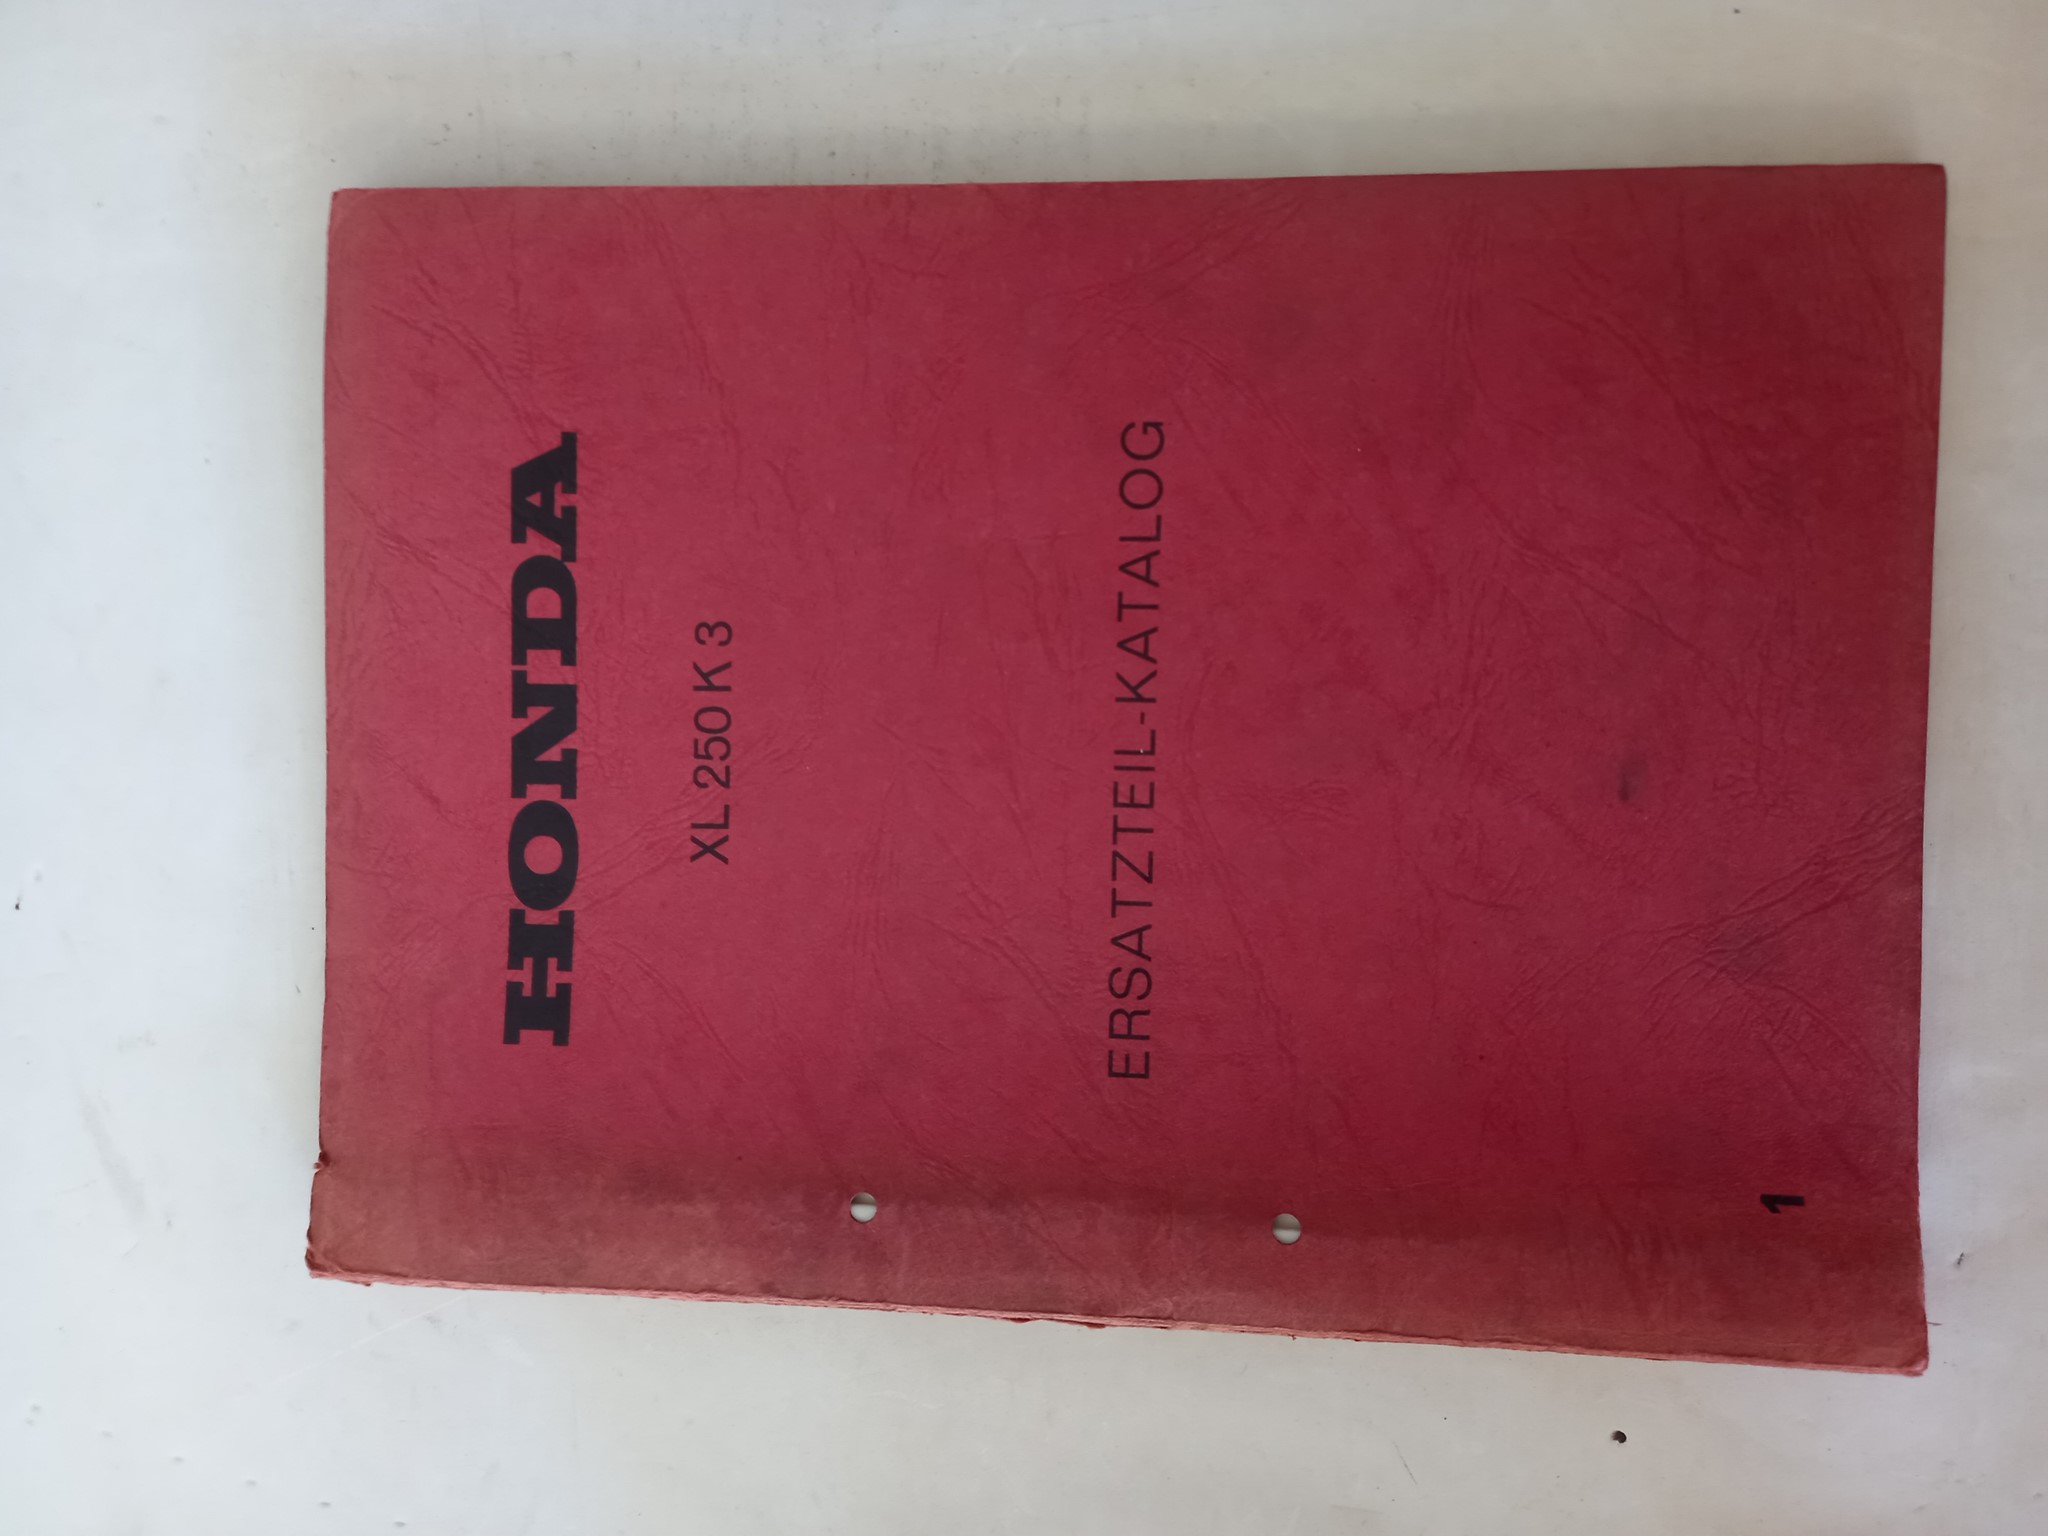 HONDA
XL 250 K 3
ERSATZTEIL-KATALOG
1